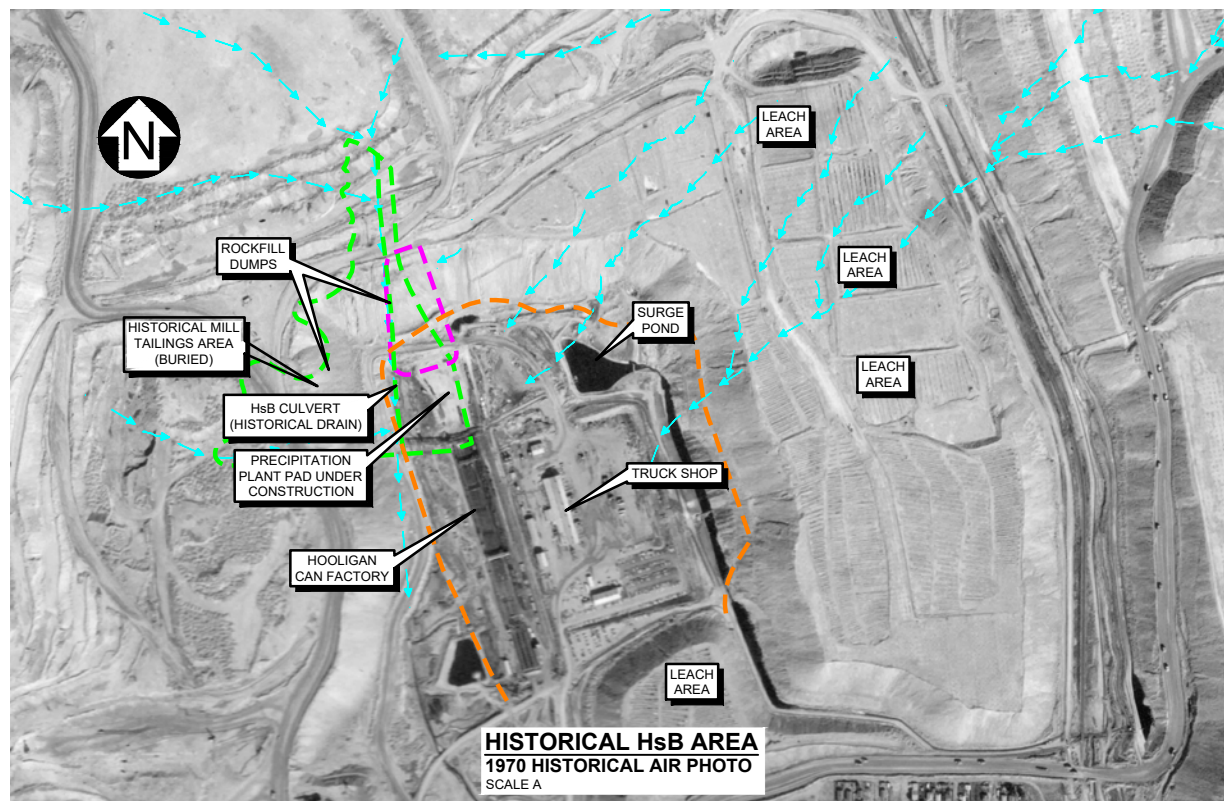 N
LEACH
AREA
ROCKFILL
DUMPS
LEACH
AREA
SURGE
POND
HISTORICAL MILL
TAILINGS AREA
(BURIED)
LEACH
AREA
HsB CULVERT
(HISTORICAL DRAIN)
PRECIPITATION
PLANT PAD UNDER
CONSTRUCTION
TRUCK SHOP
HOOLIGAN
CAN FACTORY
LEACH
AREA
HISTORICAL HsB AREA
1970 HISTORICAL AIR PHOTO
SCALE A